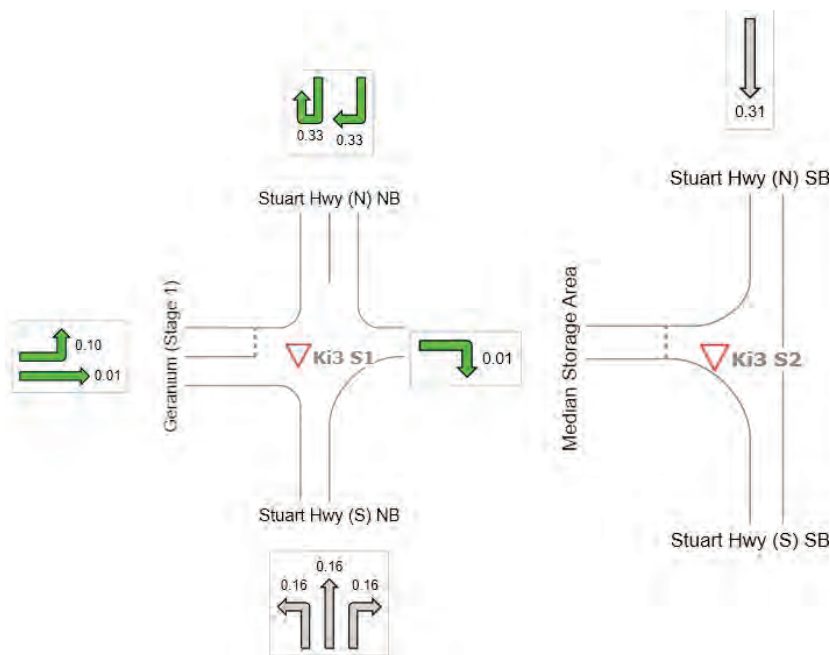 0.31
0.33 0.33
Stuart Hwy (N) SB
Stuart Hwy (N) NB
Geranium (Stage 1)
0.10
0.01
Ki3 S1
0.01
Median Storage Area
Ki3 S2
Stuart Hwy (S) NB
Stuart Hwy (S) SB
0.16
0.16 0.16